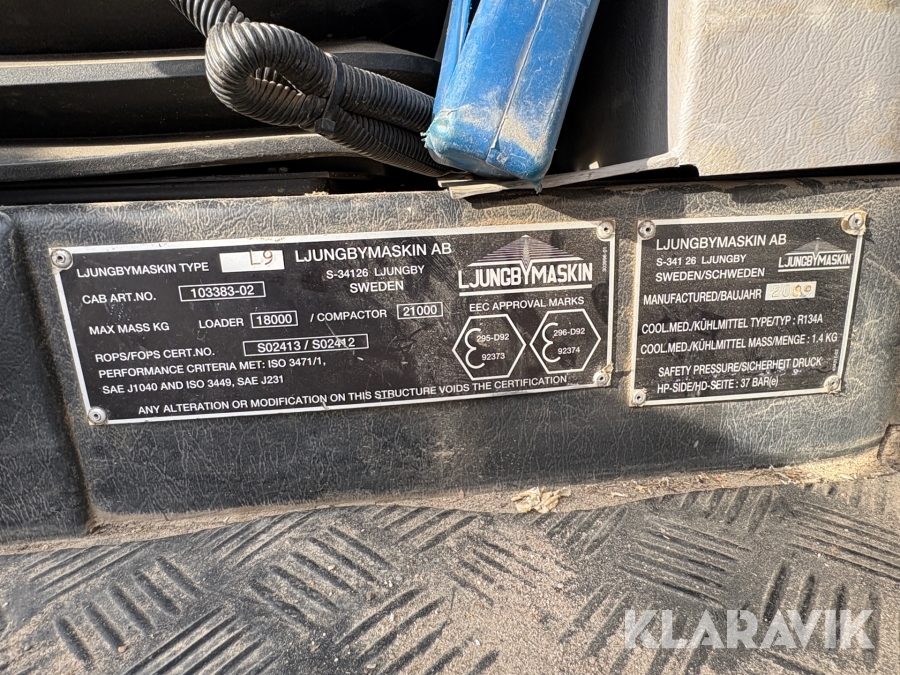 LJUNGBYMASKIN TYPE L9 LJUNGBYMASKIN AB
S-34126 LJUNGBY
SWEDEN
LJUNGBYMASKIN
CAB ART.NO. 103383-02
EEC APPROVAL MARKS
MAX MASS KG LOADER 18000 / COMPACTOR 21000
295-D92
92373
296-D92
92374
ROPS/FOPS CERT.NO. S02413 / S02412
PERFORMANCE CRITERIA MET: ISO 3471/1,
SAE J1040 AND ISO 3449, SAE J231
ANY ALTERATION OR MODIFICATION ON THIS STRUCTURE VOIDS THE CERTIFICATION
LJUNGBYMASKIN AB
S-341 26 LJUNGBY
SWEDEN/SCHWEDEN
LJUNGBYMASKIN
MANUFACTURED/BAUJAHR
COOL.MED./KÜHLMITTEL TYPE/TYP: R134A
COOL.MED./KÜHLMITTEL MASS/MENGE: 1.4 KG
SAFETY PRESSURE/SICHERHEIT DRUCK
HP-SIDE/HD-SEITE: 37 BAR(e)
KLARAVIK